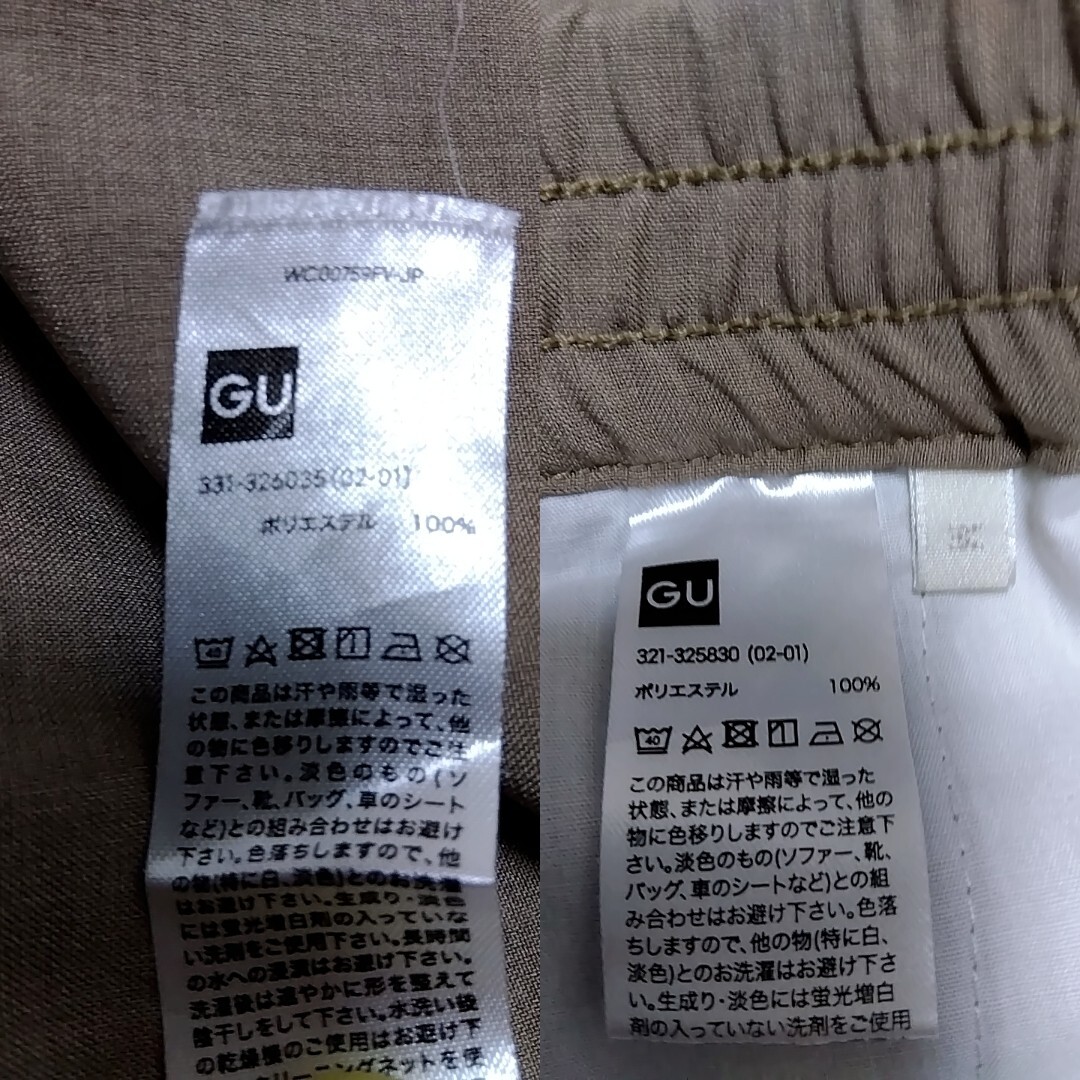 WC00759FV-JP
GU
331-326035(02-01)
ポリエステル 100%
40
この商品は汗や雨等で湿った
状態、または摩擦によって、他
の物に色移りしますのでご注
意下さい。淡色のもの(ソ
ファー、靴、バッグ、車のシート
など)との組み合わせはお避け
下さい。色落ちしますので、他
の物(特に白、淡色)とのお洗濯
はお避け下さい。生成り・淡色
には蛍光増白剤の入っていな
い洗剤をご使用下さい。長時間
の水への浸漬はお避け下さい。
洗濯後は速やかに形を整えて
陰干しをして下さい。水洗い後
の乾燥機のご使用はお避け下
クリーニングネットを使
GU
321-325830 (02-01)
ポリエステル 100%
40
この商品は汗や雨等で湿った
状態、または摩擦によって、他の
物に色移りしますのでご注意下
さい。淡色のもの(ソファー、靴、
バッグ、車のシートなど)との組
み合わせはお避け下さい。色落
ちしますので、他の物(特に白、
淡色)とのお洗濯はお避け下さ
い。生成り・淡色には蛍光増白
剤の入っていない洗剤をご使用